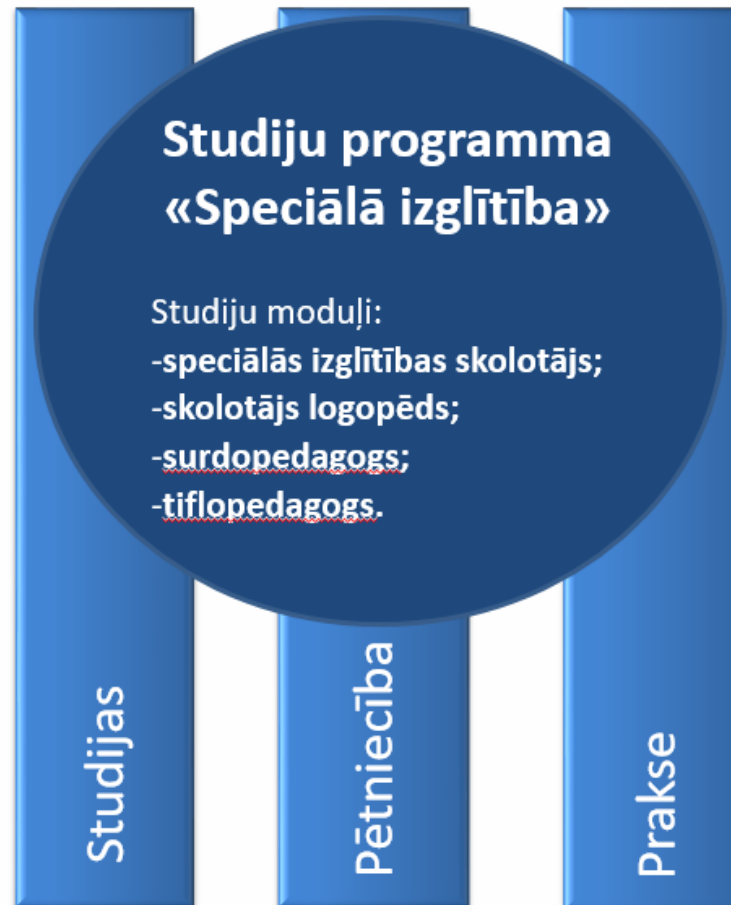 Studiju programma
«Speciālā izglītība»
Studiju moduļi:
-speciālās izglītības skolotājs;
-skolotājs logopēds;
-surdopedagogs;
-tiflopedagogs.
Studijas
Pētniecība
Prakse